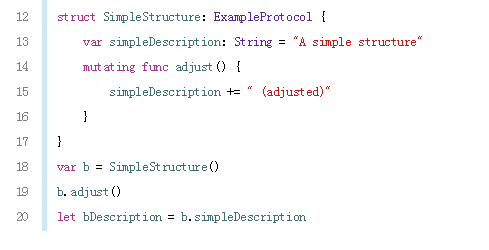 12 struct SimpleStructure: ExampleProtocol {
13     var simpleDescription: String = "A simple structure"
14     mutating func adjust() {
15         simpleDescription += " (adjusted)"
16     }
17 }
18 var b = SimpleStructure()
19 b.adjust()
20 let bDescription = b.simpleDescription